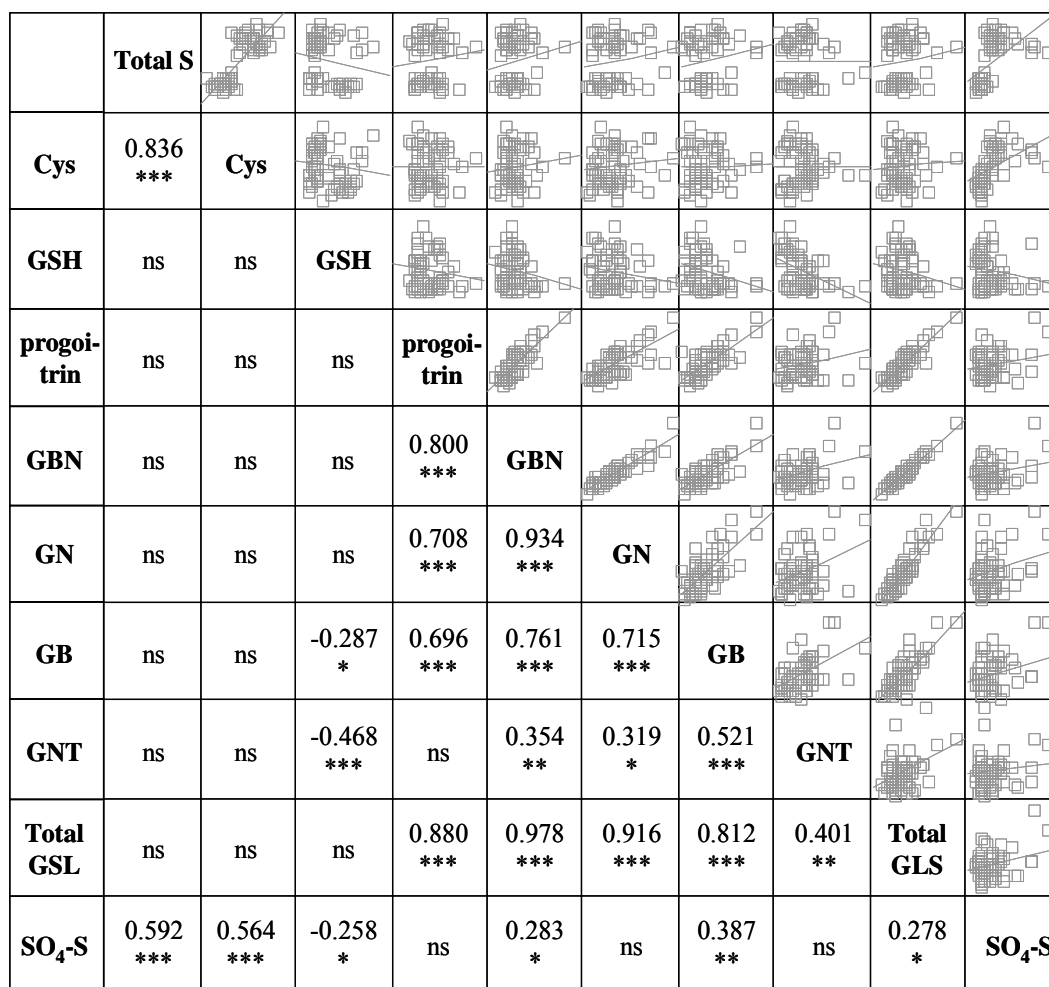 Total S
Cys
0.836
***
Cys
GSH
ns
ns
GSH
progoi-
trin
ns
ns
ns
progoi-
trin
GBN
ns
ns
ns
0.800
***
GBN
GN
ns
ns
ns
0.708
***
0.934
***
GN
GB
ns
ns
-0.287
*
0.696
***
0.761
***
0.715
***
GB
GNT
ns
ns
-0.468
***
ns
0.354
**
0.319
*
0.521
***
GNT
Total
GSL
ns
ns
ns
0.880
***
0.978
***
0.916
***
0.812
***
0.401
**
Total
GLS
SO₄-S
0.592
***
0.564
***
-0.258
*
ns
0.283
*
ns
0.387
**
ns
0.278
*
SO₄-S